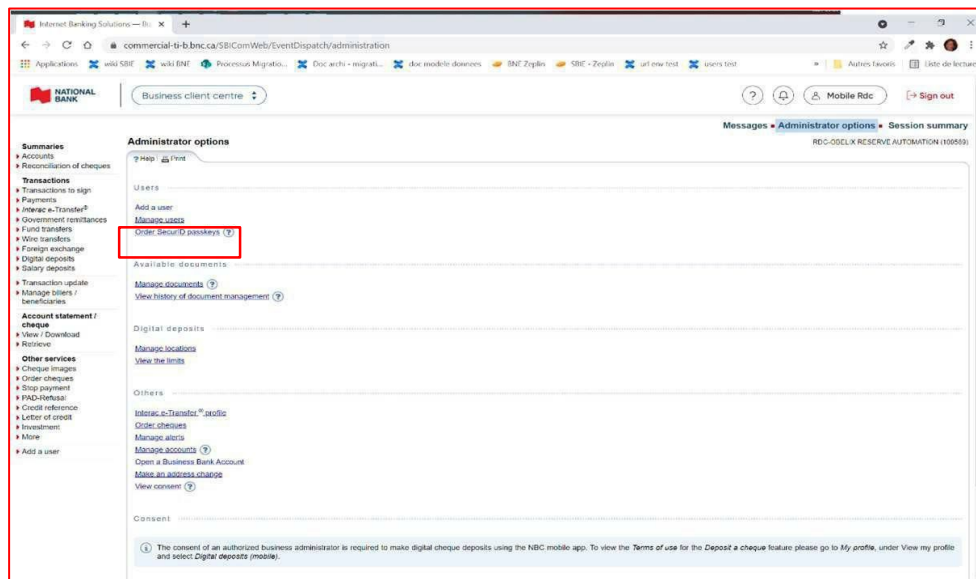 Internet Banking Solutions — Bu
commercial-ti-b.bnc.ca/SBIComWeb/EventDispatch/administration
Applications wiki SBIE wiki BNE Processus Migratio... Doc archi - migrati... doc modele donnees BNE Zeplin SBIE - Zeplin url env test users test » Autres favoris Liste de lecture
NATIONAL
BANK
Business client centre
? Mobile Rdc Sign out
Messages Administrator options Session summary
RDC-OBELIX RESERVE AUTOMATION (100569)
Summaries
Accounts
Reconciliation of cheques
Transactions
Transactions to sign
Payments
Interac e-Transfer®
Government remittances
Fund transfers
Wire transfers
Foreign exchange
Digital deposits
Salary deposits
Transaction update
Manage billers /
beneficiaries
Account statement /
cheque
View / Download
Retrieve
Other services
Cheque images
Order cheques
Stop payment
PAD-Refusal
Credit reference
Letter of credit
Investment
More
Add a user
Administrator options
? Help Print
Users
Add a user
Manage users
Order SecurID passkeys ?
Available documents
Manage documents ?
View history of document management ?
Digital deposits
Manage locations
View the limits
Others
Interac e-Transfer ® profile
Order cheques
Manage alerts
Manage accounts ?
Open a Business Bank Account
Make an address change
View consent ?
Consent
i The consent of an authorized business administrator is required to make digital cheque deposits using the NBC mobile app. To view the Terms of use for the Deposit a cheque feature please go to My profile, under View my profile
and select Digital deposits (mobile).